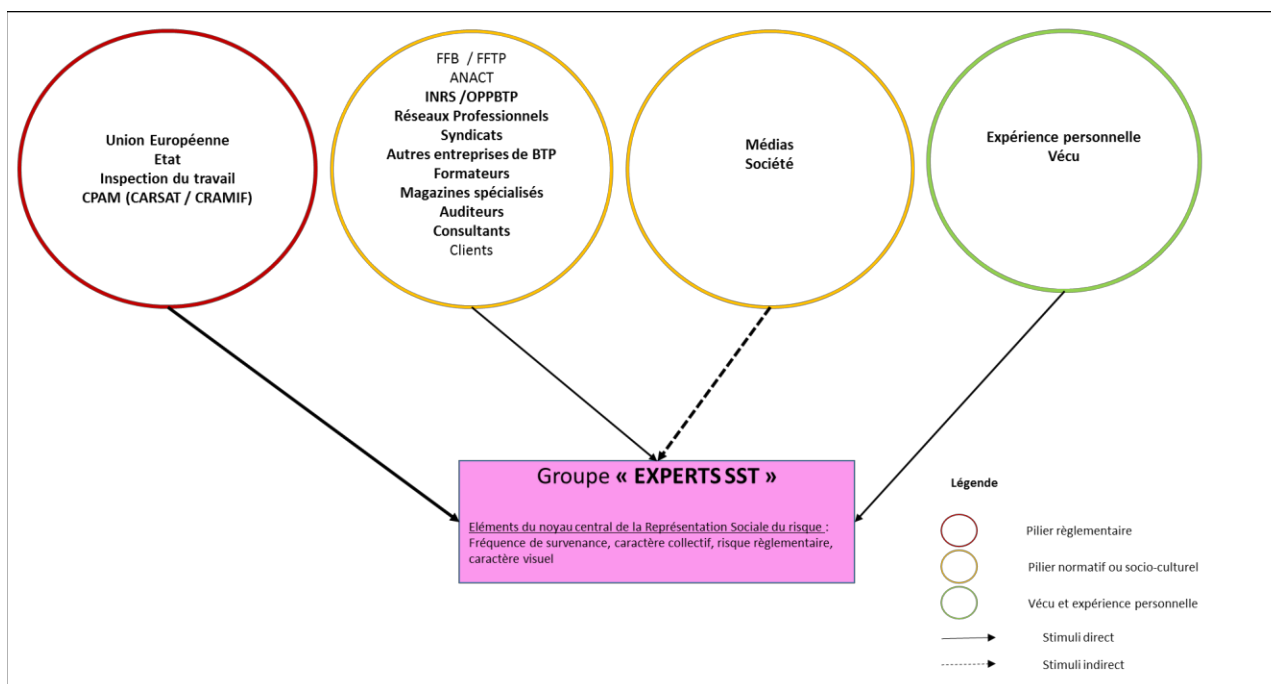 Union Européenne
Etat
Inspection du travail
CPAM (CARSAT / CRAMIF)
FFB / FFTP
ANACT
INRS /OPPBTP
Réseaux Professionnels
Syndicats
Autres entreprises de BTP
Formateurs
Magazines spécialisés
Auditeurs
Consultants
Clients
Médias
Société
Expérience personnelle
Vécu
Groupe « EXPERTS SST »
Eléments du noyau central de la Représentation Sociale du risque :
Fréquence de survenance, caractère collectif, risque règlementaire,
caractère visuel
Légende
Pilier règlementaire
Pilier normatif ou socio-culturel
Vécu et expérience personnelle
Stimuli direct
Stimuli indirect